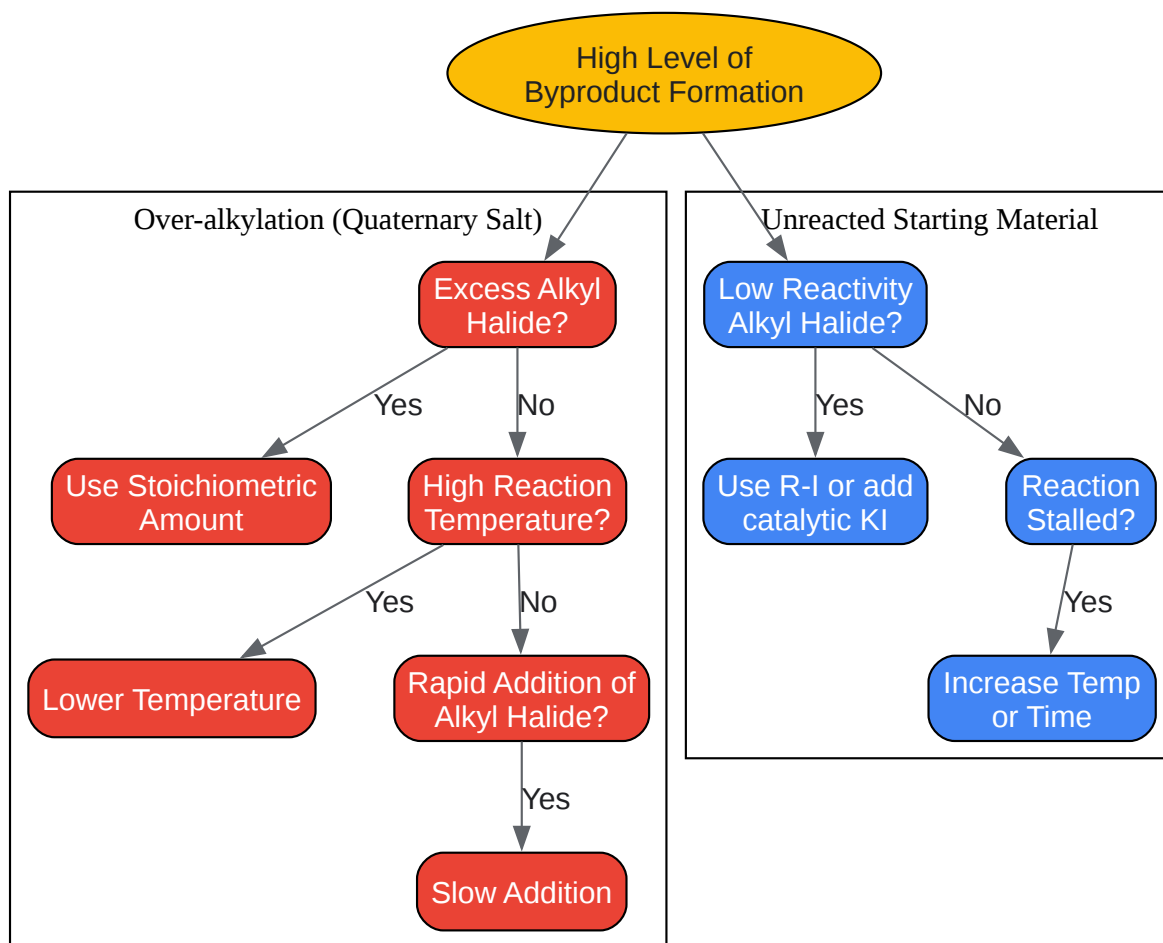 High Level of
Byproduct Formation
Over-alkylation (Quaternary Salt)
Excess Alkyl
Halide?
Yes
No
Use Stoichiometric
Amount
High Reaction
Temperature?
Yes
No
Lower Temperature
Rapid Addition of
Alkyl Halide?
Yes
Slow Addition
Unreacted Starting Material
Low Reactivity
Alkyl Halide?
Yes
No
Use R-I or add
catalytic KI
Reaction
Stalled?
Yes
Increase Temp
or Time